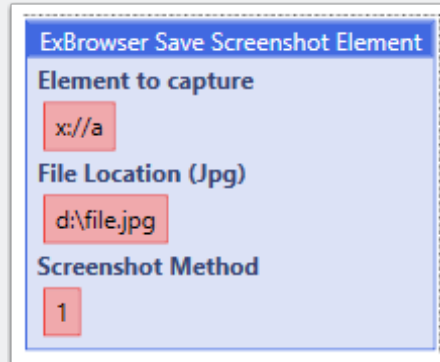 ExBrowser Save Screenshot Element
Element to capture
x://a
File Location (Jpg)
d:\file.jpg
Screenshot Method
1